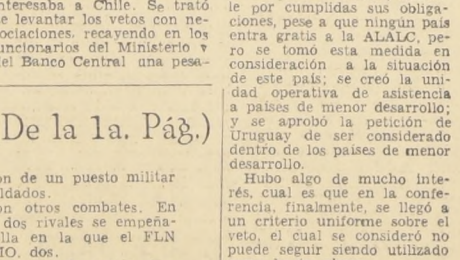 nteresaba a Chile. Se trató
e levantar los vetos con ne-
ociaciones, recayendo en los
uncionarios del Ministerio y
el Banco Central una pesa-
De la 1a. Pág.)
ón de un puesto militar
ldados.
on otros combates. En
dos rivales se empeña-
lla en la que el FLN
IO. dos.
le por cumplidas sus obliga-
ciones, pese a que ningún país
entra gratis a la ALALC, pe-
ro se tomó esta medida en
consideración a la situación
de este país; se creó la uni-
dad operativa de asistencia
a países de menor desarrollo;
y se aprobó la petición de
Uruguay de ser considerado
dentro de los países de menor
desarrollo.
Hubo algo de mucho inte-
rés, cual es que en la confe-
rencia, finalmente, se llegó a
un criterio uniforme sobre el
veto, el cual se consideró no
puede seguir siendo utilizado